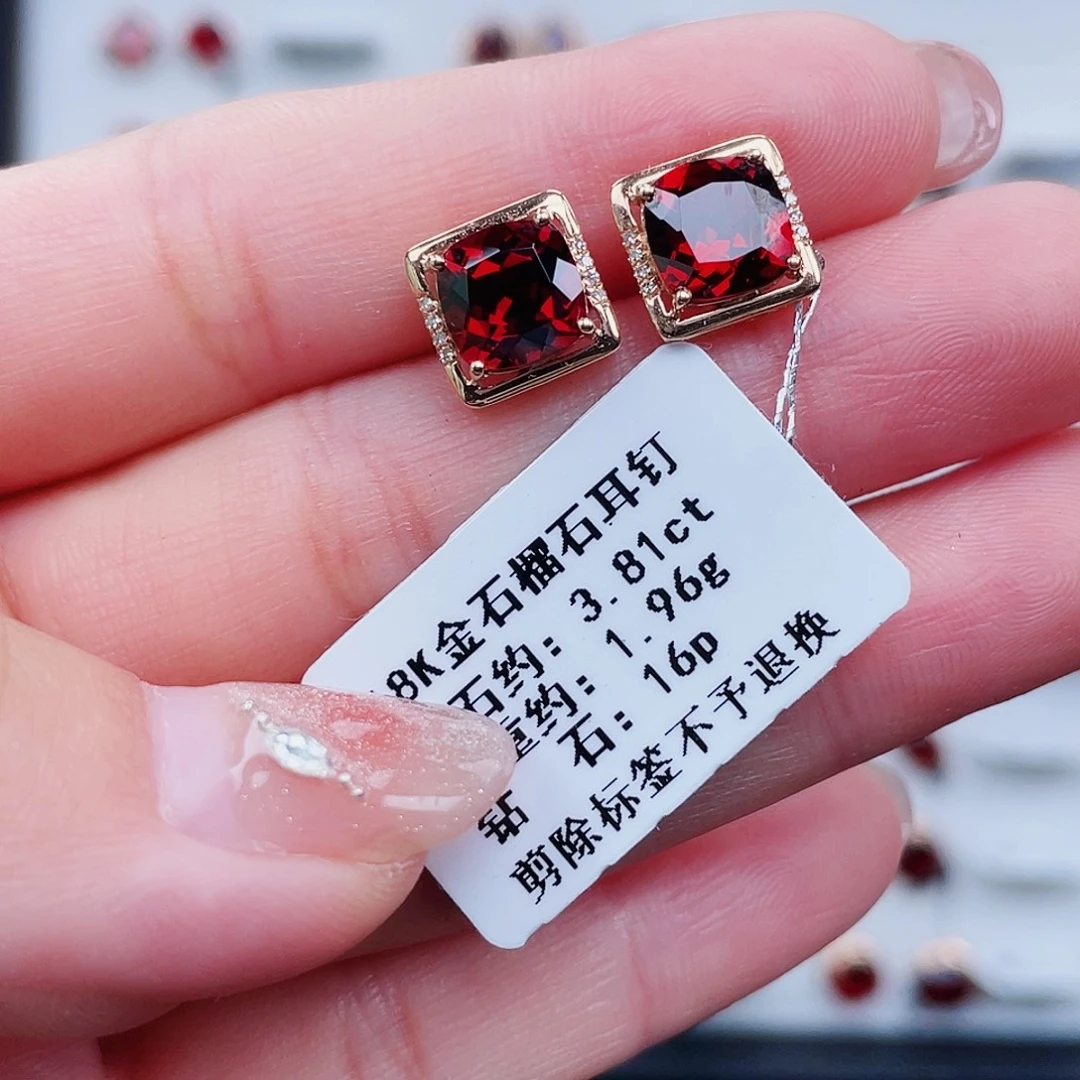 8K金石榴石耳钉
石约: 3.81ct
重约: 1.96g
钻 石: 16p
剪除标签不予退换